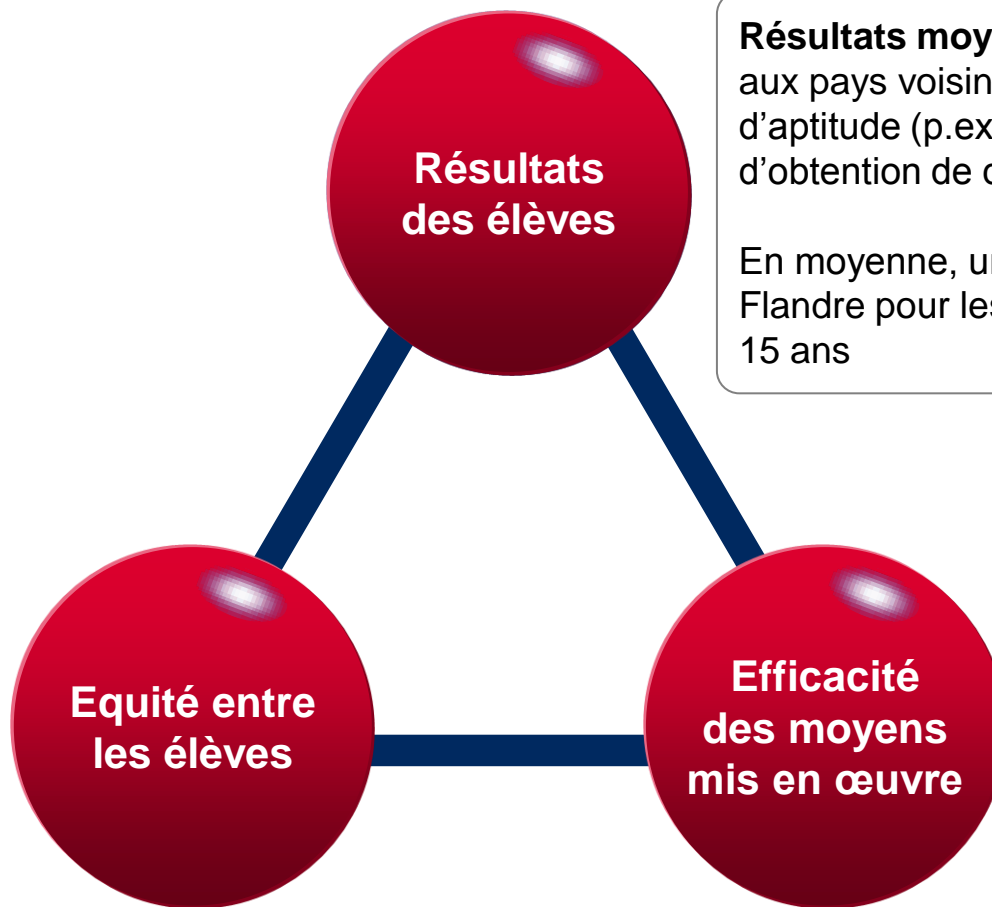 Résultats
des élèves
Résultats moy
aux pays voisin
d'aptitude (p.ex
d'obtention de
En moyenne, u
Flandre pour les
15 ans
Equité entre
les élèves
Efficacité
des moyens
mis en œuvre